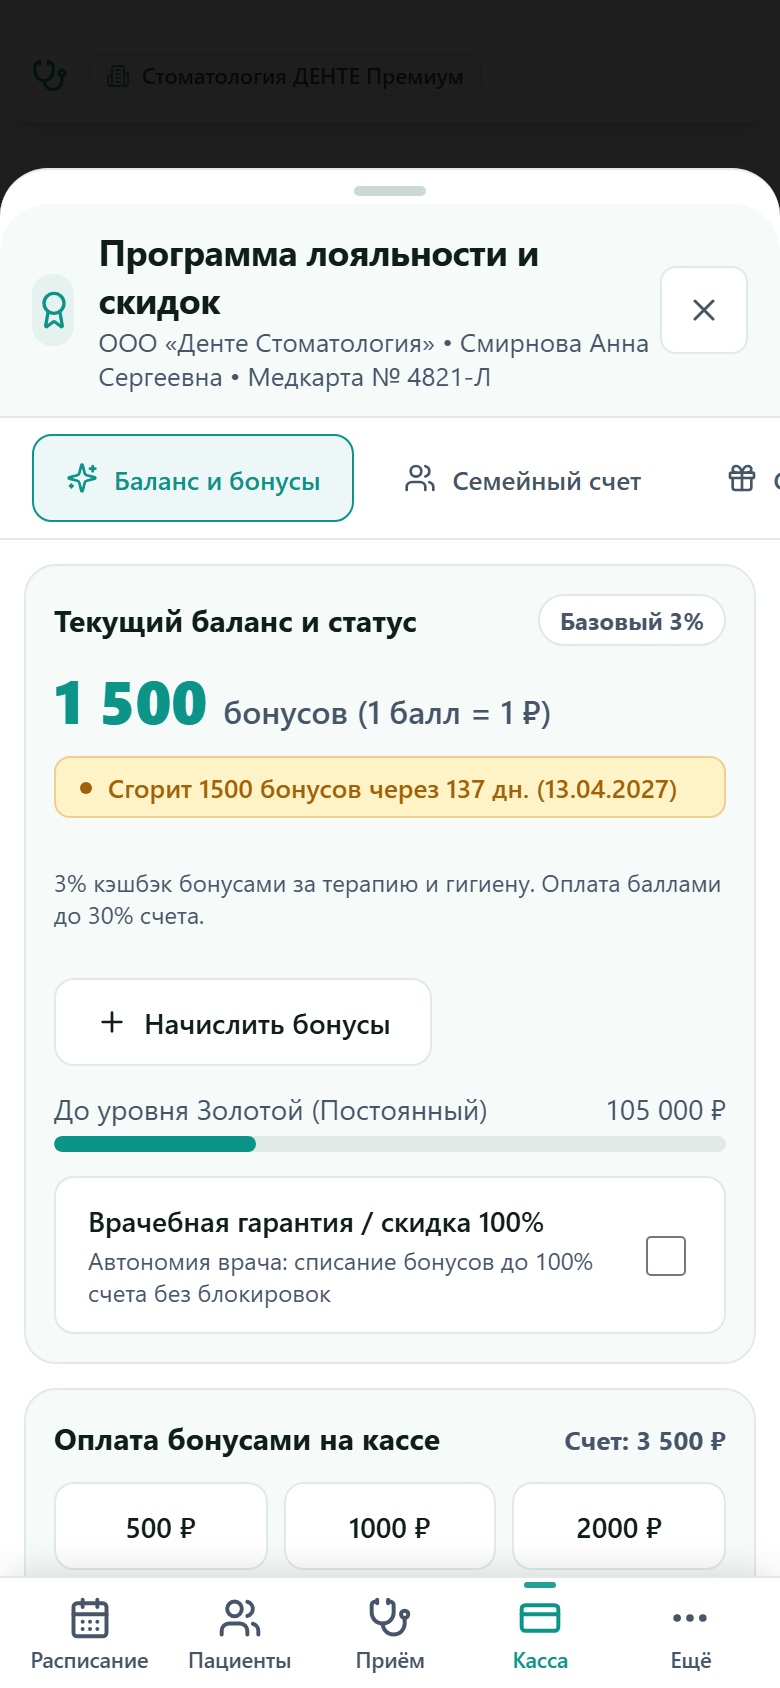 Стоматология ДЕНТЕ Премиум
Программа лояльности и
скидок
ООО «Денте Стоматология» • Смирнова Анна
Сергеевна • Медкарта № 4821-Л
Баланс и бонусы
Семейный счет
Текущий баланс и статус
Базовый 3%
1 500 бонусов (1 балл = 1 ₽)
Сгорит 1500 бонусов через 137 дн. (13.04.2027)
3% кэшбэк бонусами за терапию и гигиену. Оплата баллами
до 30% счета.
Начислить бонусы
До уровня Золотой (Постоянный)
105 000 ₽
Врачебная гарантия / скидка 100%
Автономия врача: списание бонусов до 100%
счета без блокировок
Оплата бонусами на кассе
Счет: 3 500 ₽
500 ₽
1000 ₽
2000 ₽
Расписание
Пациенты
Приём
Касса
Ещё